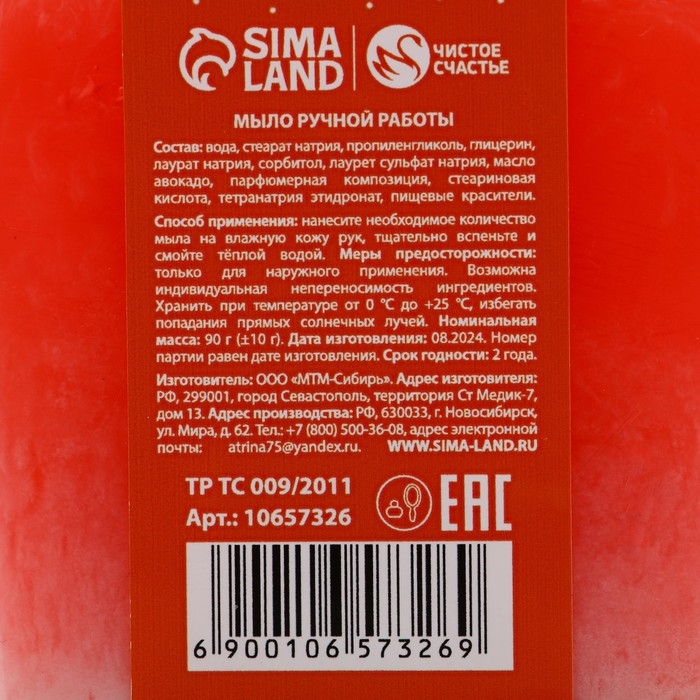 SIMA LAND
ЧИСТОЕ СЧАСТЬЕ
МЫЛО РУЧНОЙ РАБОТЫ
Состав: вода, стеарат натрия, пропиленгликоль, глицерин,
лаурат натрия, сорбитол, лаурет сульфат натрия, масло
авокадо, парфюмерная композиция, стеариновая
кислота, тетранатрия этидронат, пищевые красители.
Способ применения: нанесите необходимое количество
мыла на влажную кожу рук, тщательно вспеньте и
смойте тёплой водой. Меры предосторожности:
только для наружного применения. Возможна
индивидуальная непереносимость ингредиентов.
Хранить при температуре от 0 °С до +25 °С, избегать
попадания прямых солнечных лучей. Номинальная
масса: 90 г (±10 г). Дата изготовления: 08.2024. Номер
партии равен дате изготовления. Срок годности: 2 года.
Изготовитель: ООО «МТМ-Сибирь». Адрес изготовителя:
РФ, 299001, город Севастополь, территория Ст Медик-7,
дом 13. Адрес производства: РФ, 630033, г. Новосибирск,
ул. Мира, д. 62. Тел.: +7 (800) 500-36-08, адрес электронной
почты: atrina75@yandex.ru. WWW.SIMA-LAND.RU
ТР ТС 009/2011
Арт.: 10657326
EAC
6 900106 573269